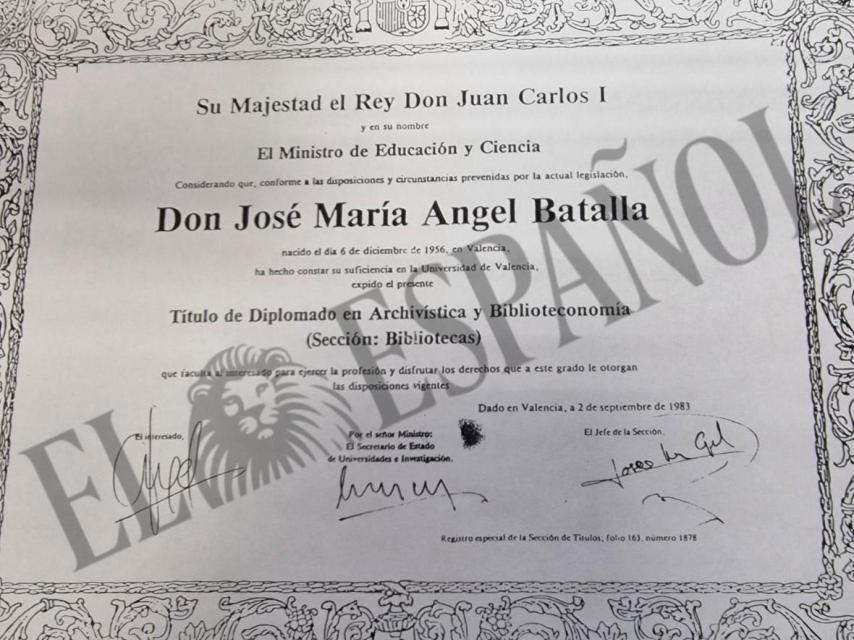 Su Majestad el Rey Don Juan Carlos I
y en su nombre
El Ministro de Educación y Ciencia
Considerando que, conforme a las disposiciones y circunstancias prevenidas por la actual legislación,
Don José María Angel Batalla
nacido el dia 6 de diciembre de 1956, en Valencia,
ha hecho constar su suficiencia en la Universidad de Valencia,
expido el presente
Título de Diplomado en Archivística y Biblioteconomía
(Sección: Bibliotecas)
que faculta al interesado para ejercer la profesión y disfrutar los derechos que a este grado le otorgan
las disposiciones vigentes
Dado en Valencia, a 2 de septiembre de 1983
El interesado,
Por el señor Ministro:
El Secretario de Estado
de Universidades e Investigación.
El Jefe de la Sección,
Angel
Registro especial de la Sección de Titulos, folio 163, número 1878
EL ESPAÑOL